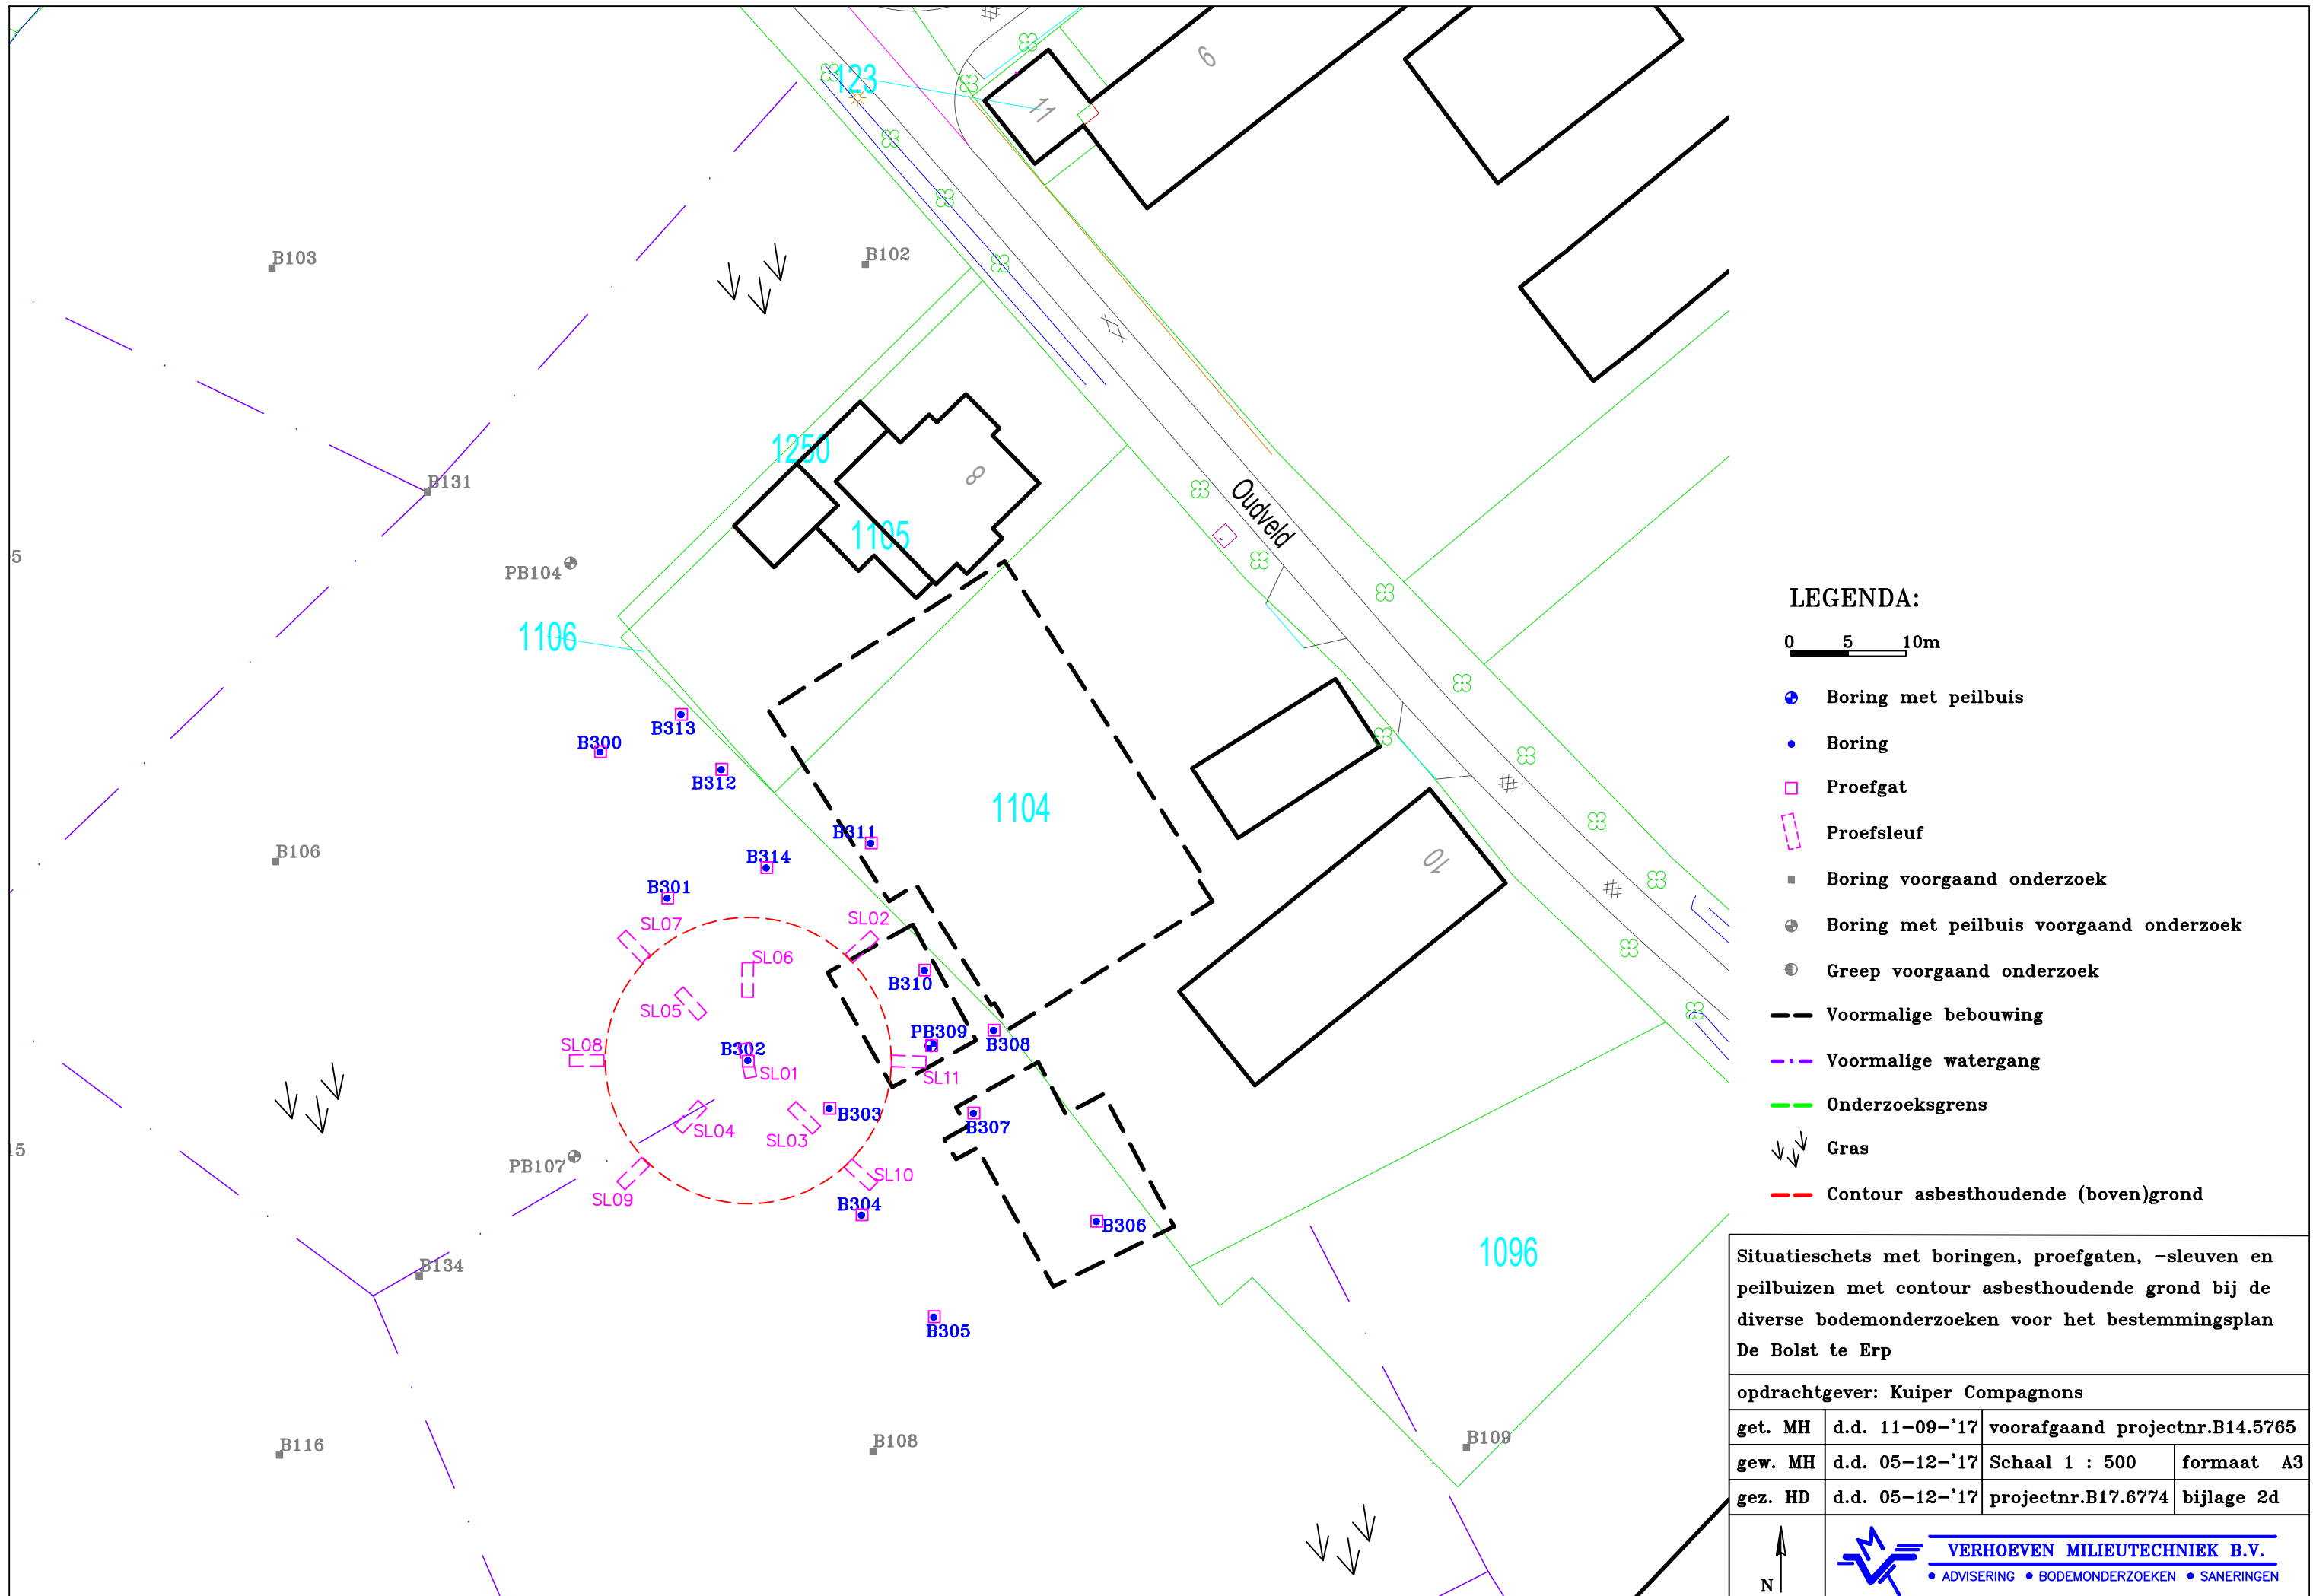 123
11
6
B103
B102
1250
8
B131
1105
Oudveld
5
PB104
1106
B313
B300
B312
1104
B311
B106
B314
10
B301
SL07
SL02
SL06
B310
SL05
PB309
B308
SL08
B302
SL01
SL11
B303
B307
SL04
SL03
15
PB107
SL09
SL10
B304
B306
1096
B134
B305
B116
B108
B109
LEGENDA:
0 5 10m
Boring met peilbuis
Boring
Proefgat
Proefsleuf
Boring voorgaand onderzoek
Boring met peilbuis voorgaand onderzoek
Greep voorgaand onderzoek
Voormalige bebouwing
Voormalige watergang
Onderzoeksgrens
Gras
Contour asbesthoudende (boven)grond
Situatieschets met boringen, proefgaten, -sleuven en
peilbuizen met contour asbesthoudende grond bij de
diverse bodemonderzoeken voor het bestemmingsplan
De Bolst te Erp
opdrachtgever: Kuiper Compagnons
get. MH d.d. 11-09-'17 voorafgaand projectnr.B14.5765
gew. MH d.d. 05-12-'17 Schaal 1 : 500 formaat A3
gez. HD d.d. 05-12-'17 projectnr.B17.6774 bijlage 2d
N
VERHOEVEN MILIEUTECHNIEK B.V.
• ADVISERING • BODEMONDERZOEKEN • SANERINGEN